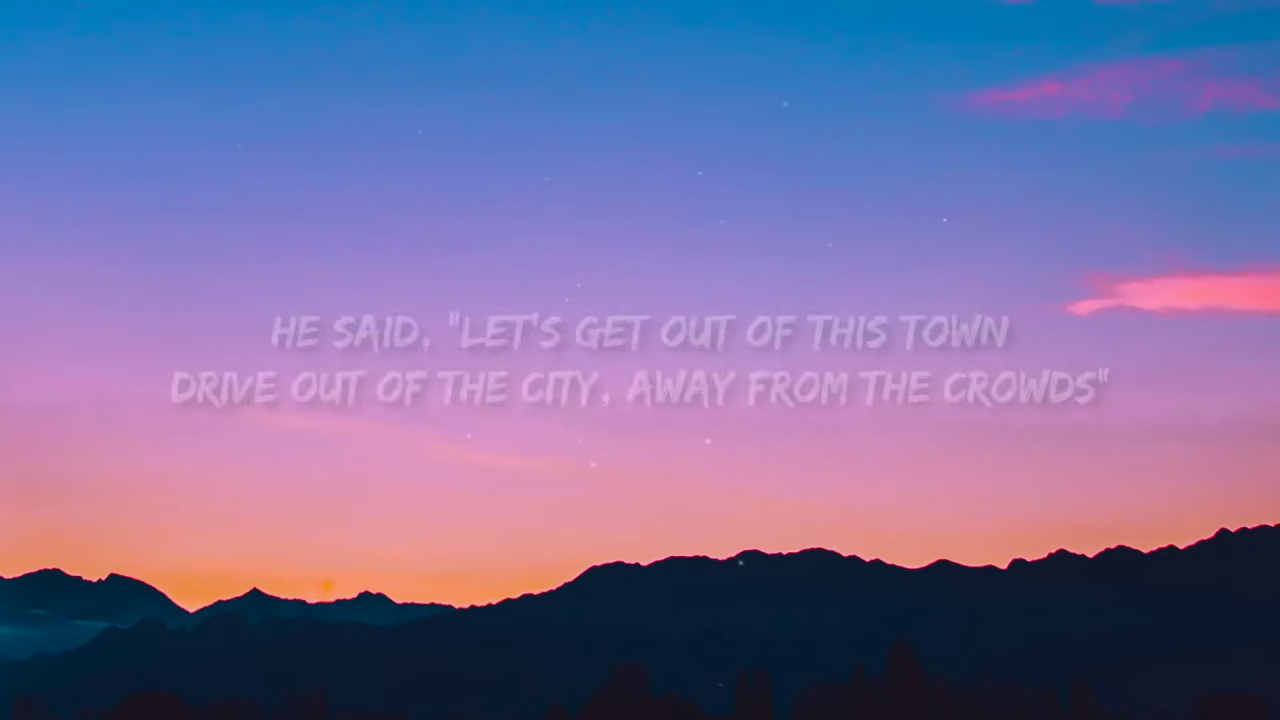 HE SAID, "LET'S GET OUT OF THIS TOWN
DRIVE OUT OF THE CITY, AWAY FROM THE CROWDS"